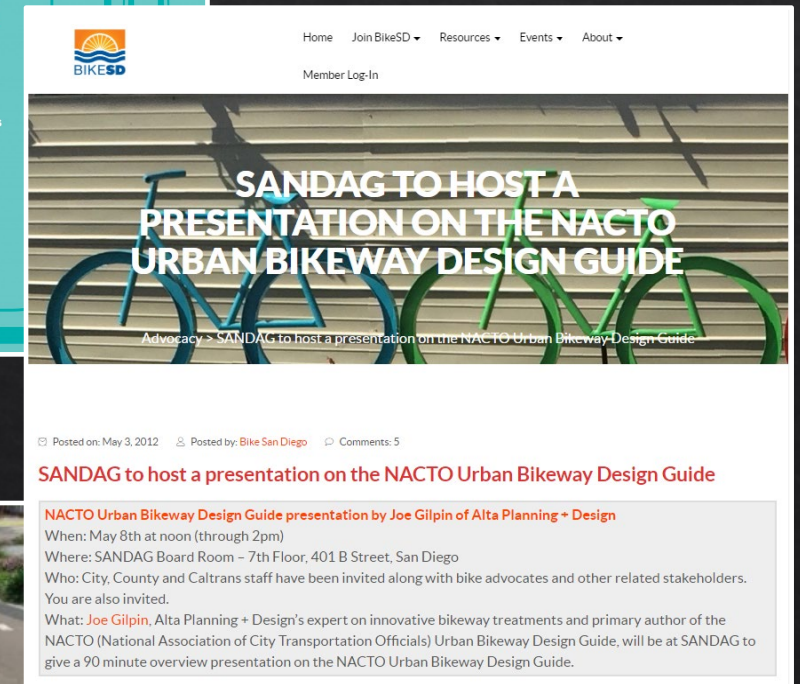 BIKESD
Home Join BikeSD Resources Events About
Member Log-In
SANDAG TO HOST A
PRESENTATION ON THE NACTO
URBAN BIKEWAY DESIGN GUIDE
Advocacy > SANDAG to host a presentation on the NACTO Urban Bikeway Design Guide
Posted on: May 3, 2012 Posted by: Bike San Diego Comments: 5
SANDAG to host a presentation on the NACTO Urban Bikeway Design Guide
NACTO Urban Bikeway Design Guide presentation by Joe Gilpin of Alta Planning + Design
When: May 8th at noon (through 2pm)
Where: SANDAG Board Room – 7th Floor, 401 B Street, San Diego
Who: City, County and Caltrans staff have been invited along with bike advocates and other related stakeholders.
You are also invited.
What: Joe Gilpin, Alta Planning + Design’s expert on innovative bikeway treatments and primary author of the
NACTO (National Association of City Transportation Officials) Urban Bikeway Design Guide, will be at SANDAG to
give a 90 minute overview presentation on the NACTO Urban Bikeway Design Guide.